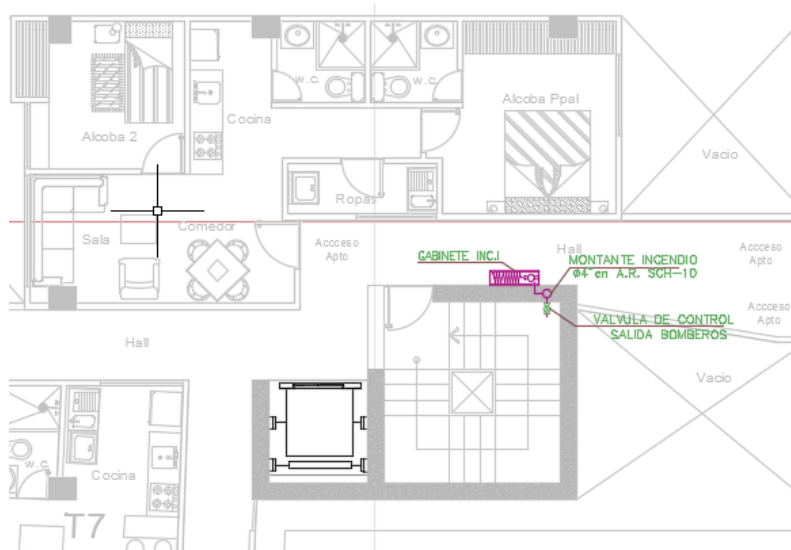 w.c.
w.c.
Alcoba Ppal
Cocina
Alcoba 2
Vacio
Ropas
Comedor
Sala
Accceso
Apto
Hall
Accceso
Apto
GABINETE INC.I
MONTANTE INCENDIO
Ø4 en A.R. SCH-10
Accceso
Apto
VALVULA DE CONTROL
SALIDA BOMBEROS
Hall
Vacio
w.c.
Cocina
T7